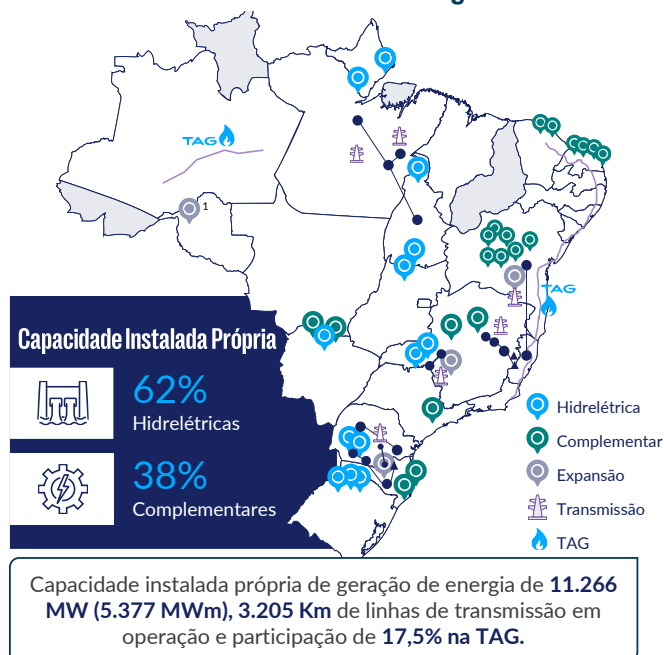 TAG
1
TAG
Capacidade Instalada Própria
62%
Hidrelétricas
38%
Complementares
Hidrelétrica
Complementar
Expansão
Transmissão
TAG
Capacidade instalada própria de geração de energia de 11.266
MW (5.377 MWm), 3.205 Km de linhas de transmissão em
operação e participação de 17,5% na TAG.